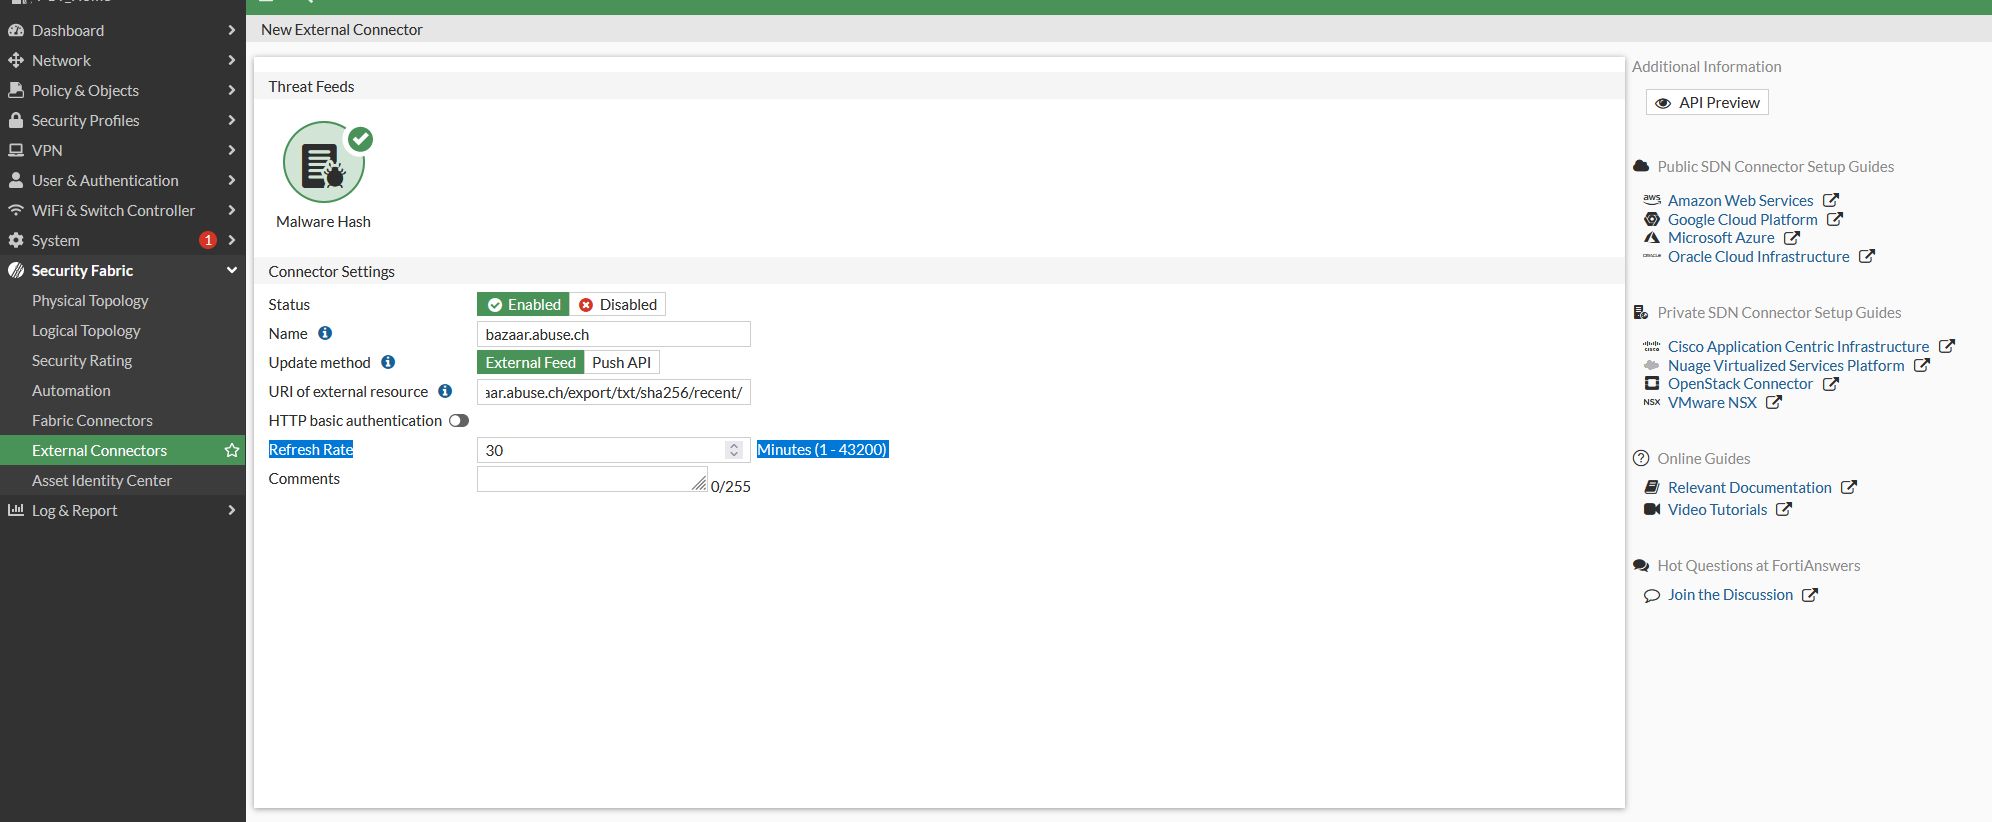 Dashboard
Network
Policy & Objects
Security Profiles
VPN
User & Authentication
WiFi & Switch Controller
System 1
Security Fabric
Physical Topology
Logical Topology
Security Rating
Automation
Fabric Connectors
External Connectors
Asset Identity Center
Log & Report
New External Connector
Threat Feeds
Malware Hash
Connector Settings
Status Enabled Disabled
Name bazaar.abuse.ch
Update method External Feed Push API
URI of external resource aar.abuse.ch/export/txt/sha256/recent/
HTTP basic authentication
Refresh Rate 30 Minutes (1 - 43200)
Comments 0/255
Additional Information
API Preview
Public SDN Connector Setup Guides
aws Amazon Web Services
Google Cloud Platform
Microsoft Azure
ORACLE Oracle Cloud Infrastructure
Private SDN Connector Setup Guides
CISCO Cisco Application Centric Infrastructure
Nuage Virtualized Services Platform
OpenStack Connector
NSX VMware NSX
Online Guides
Relevant Documentation
Video Tutorials
Hot Questions at FortiAnswers
Join the Discussion